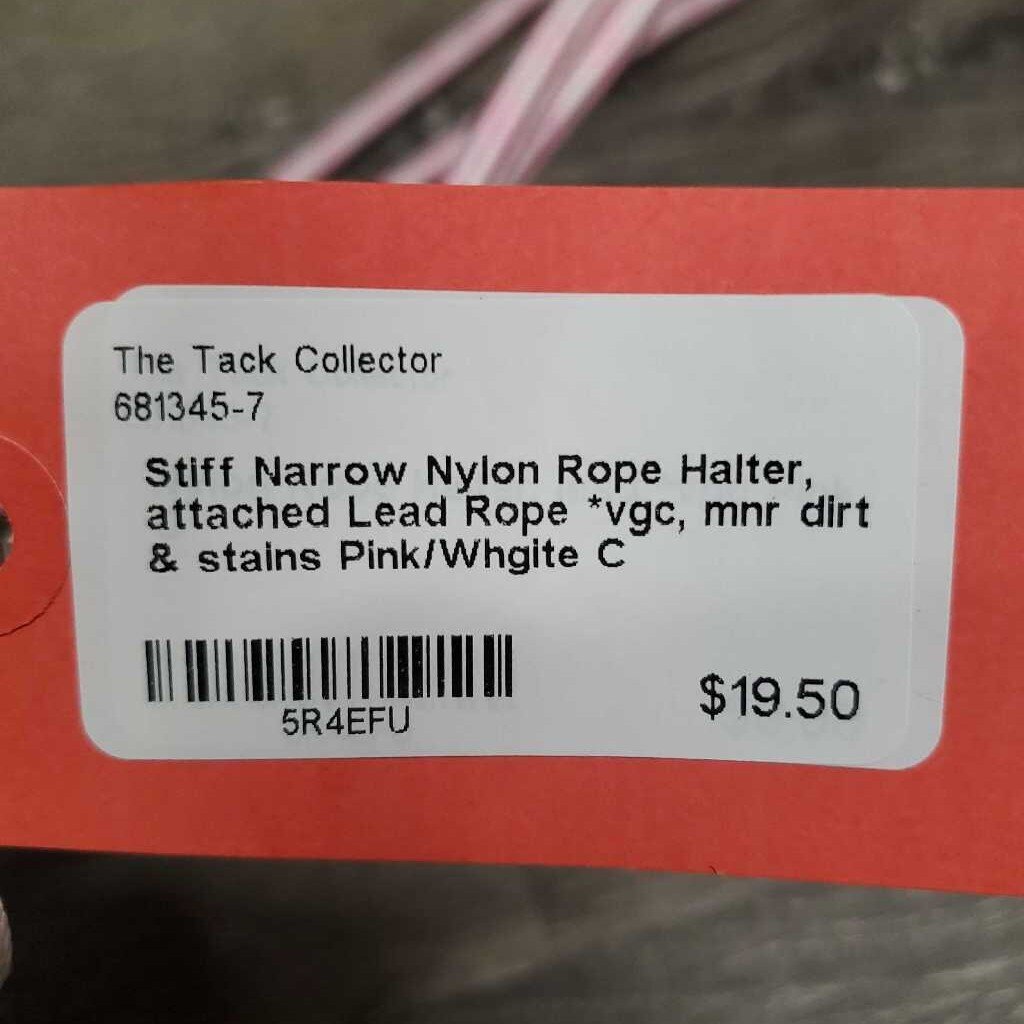 The Tack Collector
681345-7
Stiff Narrow Nylon Rope Halter,
attached Lead Rope *vgc, mnr dirt
& stains Pink/Whgite C
5R4EFU
$19.50